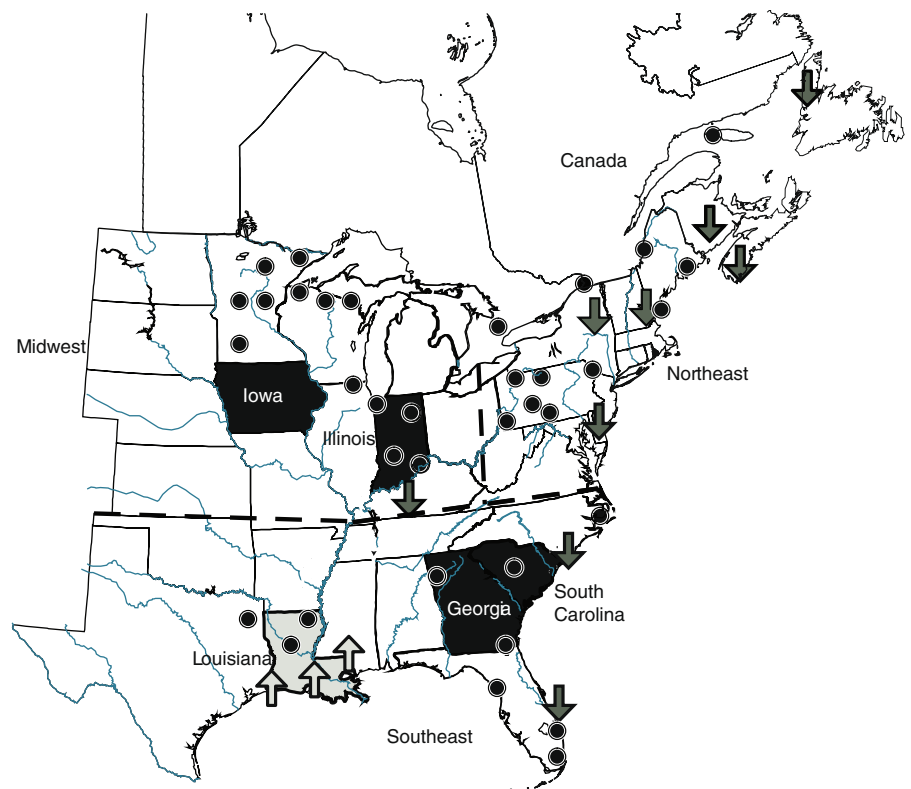 Canada
Midwest
Northeast
Iowa
Illinois
Georgia
South
Carolina
Louisiana
Southeast